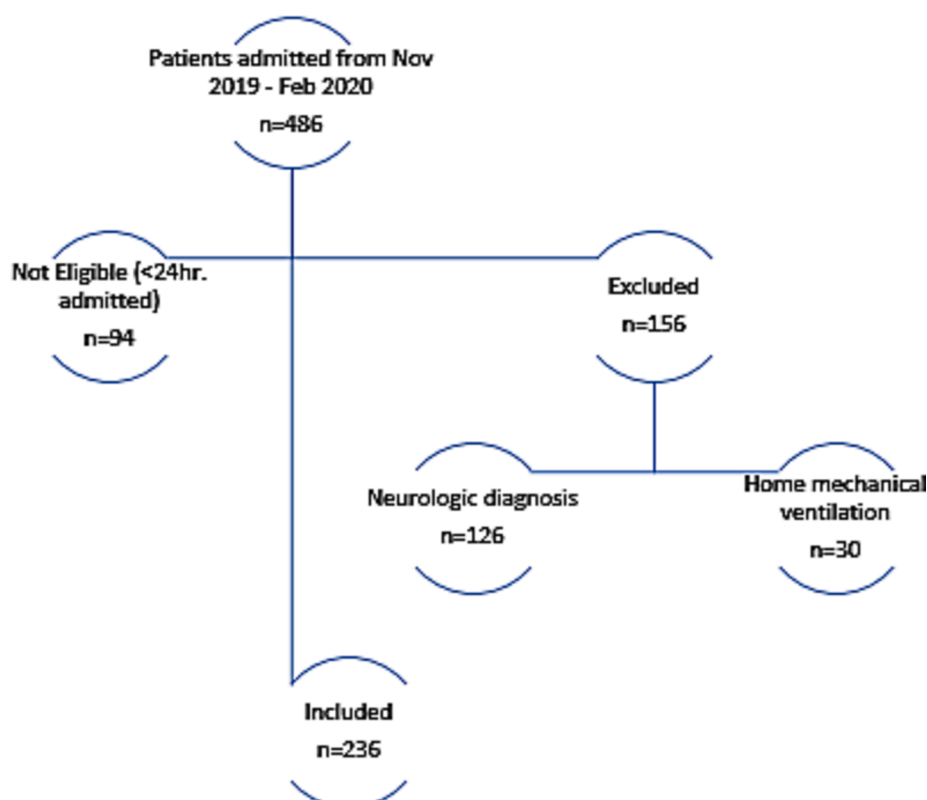 Patients admitted from Nov
2019 - Feb 2020
n=486
Not Eligible (<24hr.
admitted)
n=94
Excluded
n=156
Neurologic diagnosis
n=126
Home mechanical
ventilation
n=30
Included
n=236